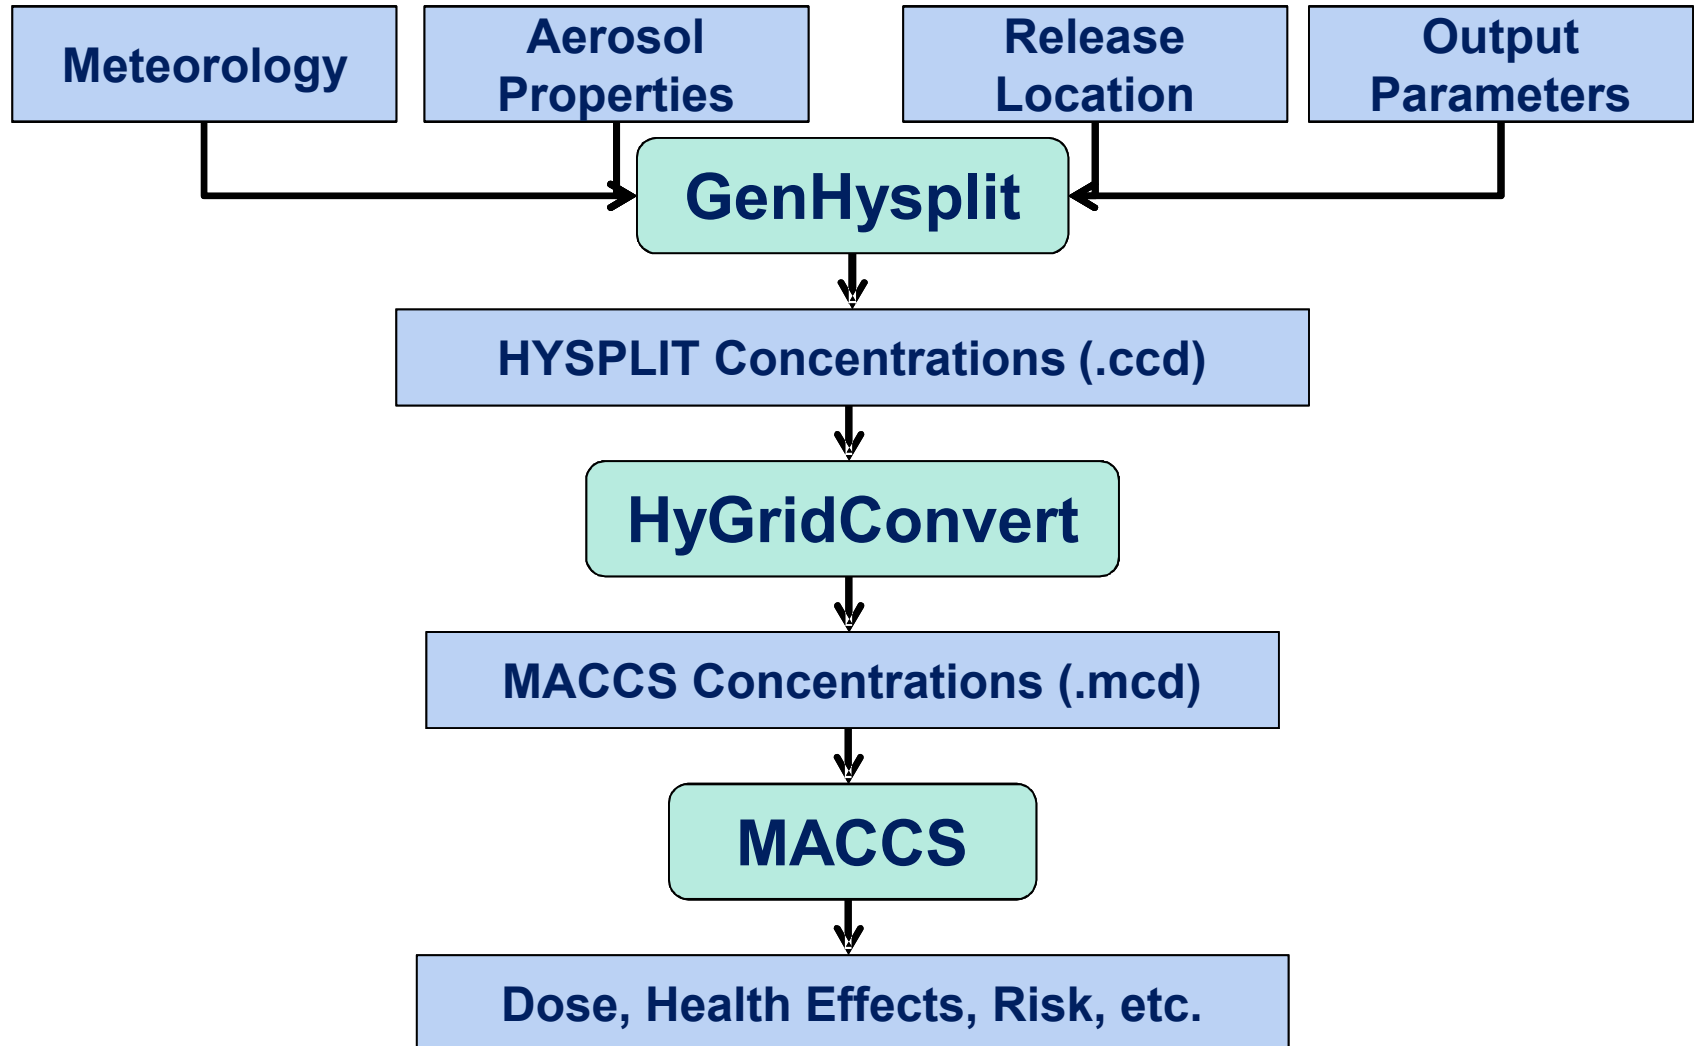 Meteorology
Aerosol
Properties
Release
Location
Output
Parameters
GenHysplit
HYSPLIT Concentrations (.ccd)
HyGridConvert
MACCS Concentrations (.mcd)
MACCS
Dose, Health Effects, Risk, etc.